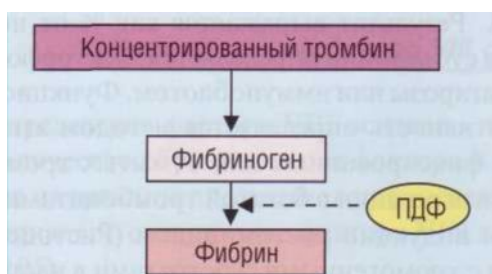 Концентрированный тромбин
Фибриноген
ПДФ
Фибрин